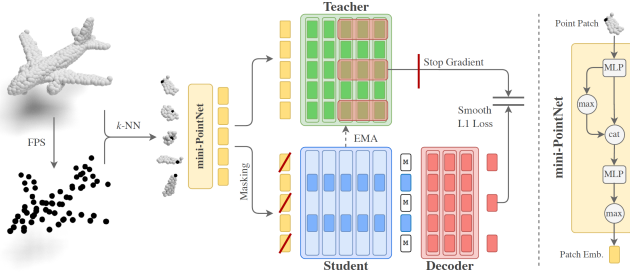 Teacher
Stop Gradient
FPS
k-NN
mini-PointNet
Masking
EMA
Smooth
L1 Loss
M
M
M
Student
Decoder
Point Patch
mini-PointNet
MLP
max
cat
MLP
max
Patch Emb.